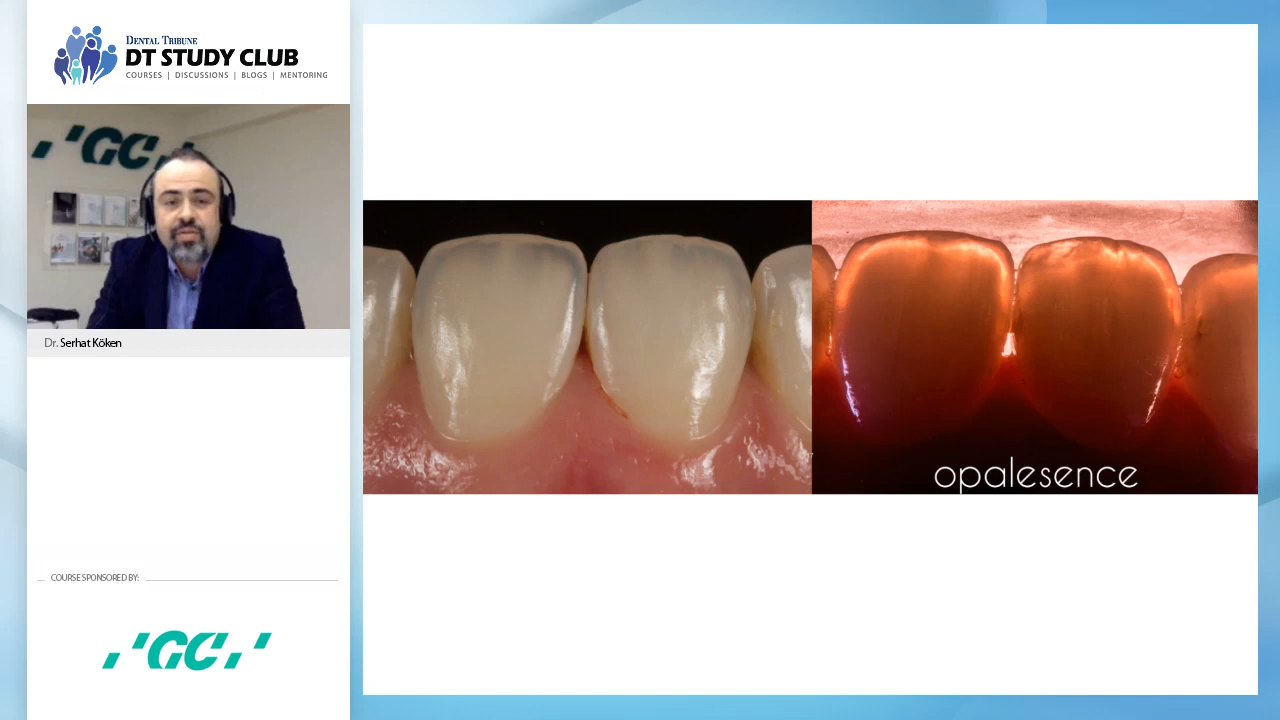 DENTAL TRIBUNE
DT STUDY CLUB
COURSES | DISCUSSIONS | BLOGS | MENTORING
GC
Dr. Serhat Köken
opalesence
COURSE SPONSORED BY:
GC